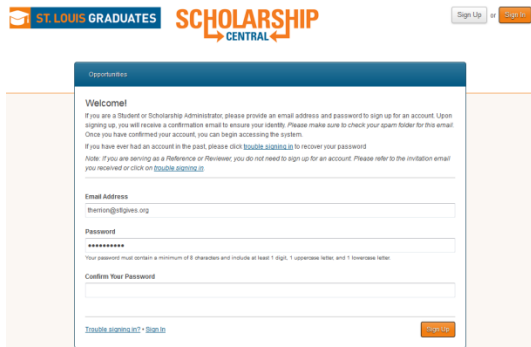 ST. LOUIS GRADUATES
SCHOLARSHIP
CENTRAL
Sign Up or Sign In
Opportunities
Welcome!
If you are a Student or Scholarship Administrator, please provide an email address and password to sign up for an account. Upon
signing up, you will receive a confirmation email to ensure your identity. Please make sure to check your spam folder for this email.
Once you have confirmed your account, you can begin accessing the system.
If you have ever had an account in the past, please click trouble signing in to recover your password
Note: If you are serving as a Reference or Reviewer, you do not need to sign up for an account. Please refer to the invitation email
you received or click on trouble signing in
Email Address
therrion@stlgives.org
Password
••••••••••
Your password must contain a minimum of 8 characters and include at least 1 digit, 1 uppercase letter, and 1 lowercase letter.
Confirm Your Password
Trouble signing in? • Sign In
Sign Up